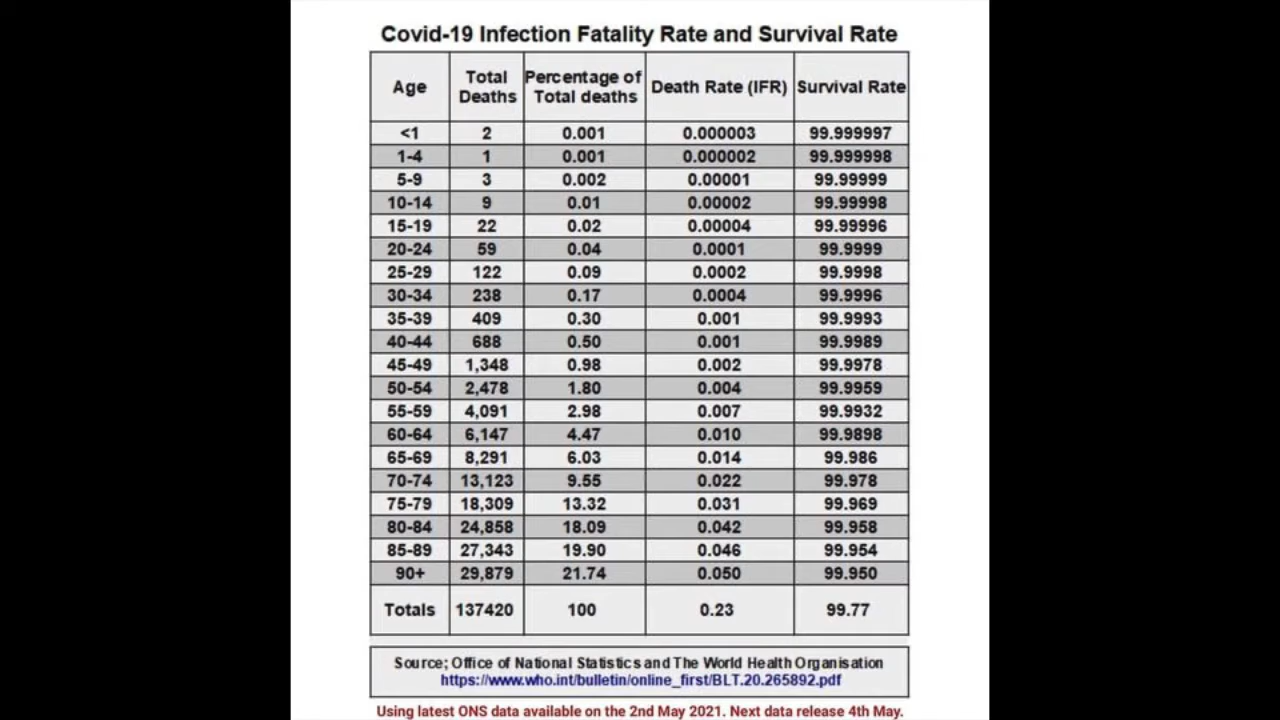 Covid-19 Infection Fatality Rate and Survival Rate
Age Total Deaths Percentage of Total deaths Death Rate (IFR) Survival Rate
<1 2 0.001 0.000003 99.999997
1-4 1 0.001 0.000002 99.999998
5-9 3 0.002 0.00001 99.99999
10-14 9 0.01 0.00002 99.99998
15-19 22 0.02 0.00004 99.99996
20-24 59 0.04 0.0001 99.9999
25-29 122 0.09 0.0002 99.9998
30-34 238 0.17 0.0004 99.9996
35-39 409 0.30 0.001 99.9993
40-44 688 0.50 0.001 99.9989
45-49 1,348 0.98 0.002 99.9978
50-54 2,478 1.80 0.004 99.9959
55-59 4,091 2.98 0.007 99.9932
60-64 6,147 4.47 0.010 99.9898
65-69 8,291 6.03 0.014 99.986
70-74 13,123 9.55 0.022 99.978
75-79 18,309 13.32 0.031 99.969
80-84 24,858 18.09 0.042 99.958
85-89 27,343 19.90 0.046 99.954
90+ 29,879 21.74 0.050 99.950
Totals 137420 100 0.23 99.77
Source; Office of National Statistics and The World Health Organisation
https://www.who.int/bulletin/online_first/BLT.20.265892.pdf
Using latest ONS data available on the 2nd May 2021. Next data release 4th May.